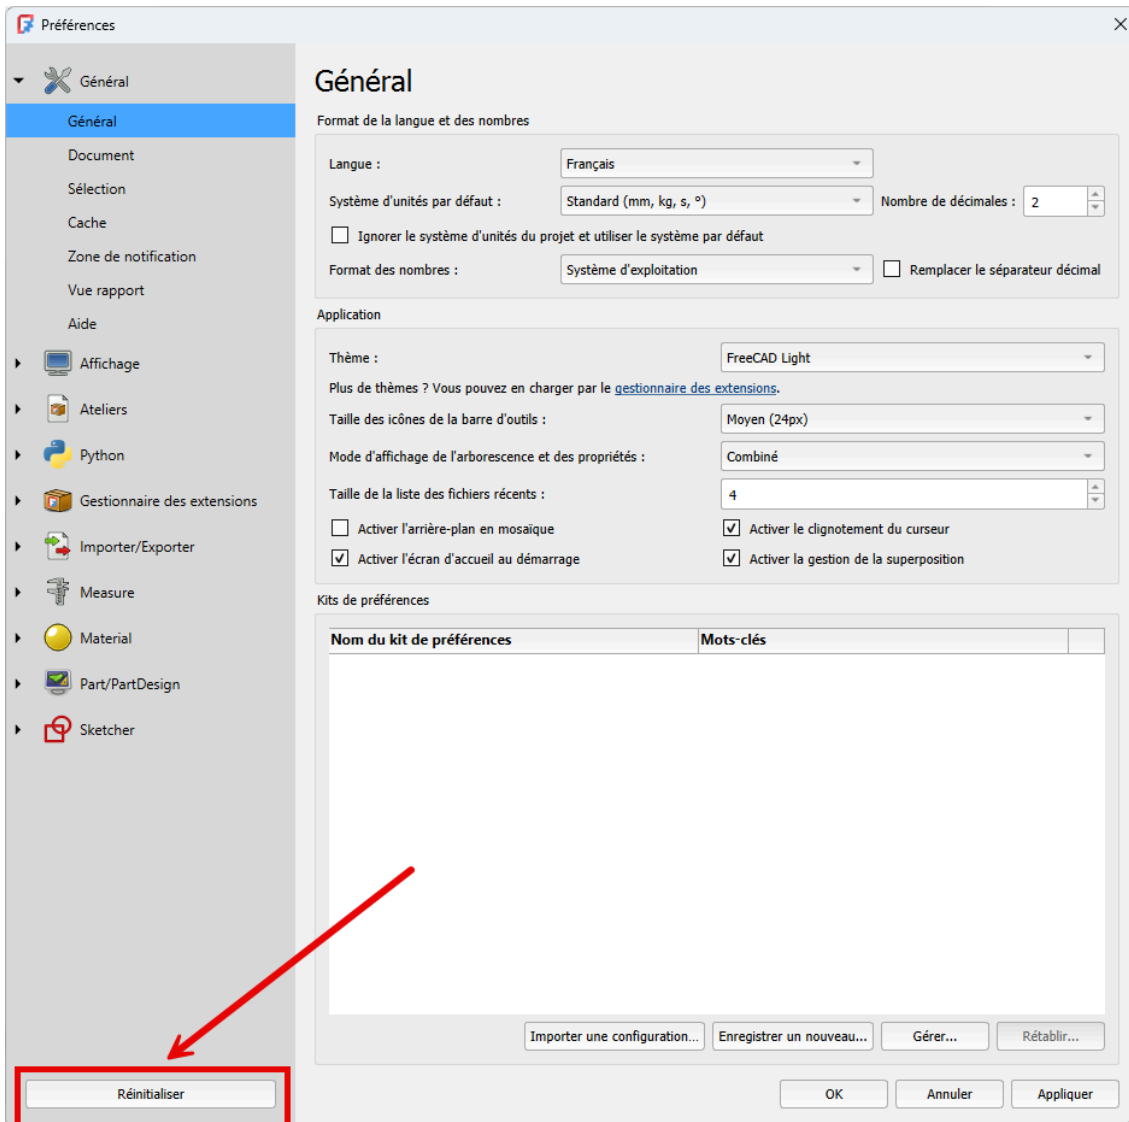 Préférences
Général
Général
Document
Sélection
Cache
Zone de notification
Vue rapport
Aide
Affichage
Ateliers
Python
Gestionnaire des extensions
Importer/Exporter
Measure
Material
Part/PartDesign
Sketcher
Réinitialiser
Général
Format de la langue et des nombres
Langue : Français
Système d'unités par défaut : Standard (mm, kg, s, °) Nombre de décimales : 2
Ignorer le système d'unités du projet et utiliser le système par défaut
Format des nombres : Système d'exploitation Remplacer le séparateur décimal
Application
Thème : FreeCAD Light
Plus de thèmes ? Vous pouvez en charger par le gestionnaire des extensions.
Taille des icônes de la barre d'outils : Moyen (24px)
Mode d'affichage de l'arborescence et des propriétés : Combiné
Taille de la liste des fichiers récents : 4
Activer l'arrière-plan en mosaïque Activer le clignotement du curseur
Activer l'écran d'accueil au démarrage Activer la gestion de la superposition
Kits de préférences
Nom du kit de préférences Mots-clés
Importer une configuration... Enregistrer un nouveau... Gérer... Rétablir...
OK Annuler Appliquer